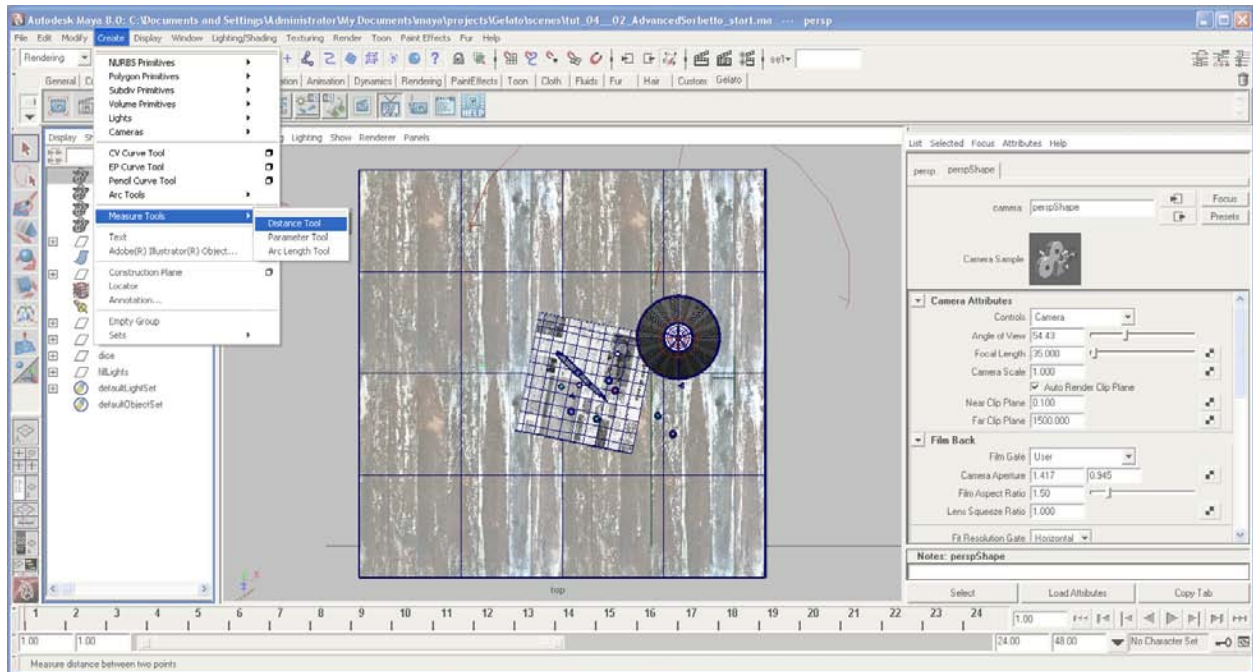 Autodesk Maya 8.0: C:\Documents and Settings\Administrator\My Documents\maya\projects\Gelato\scenes\tut_04__02_AdvancedSorbetto_start.ma --- persp
File Edit Modify Create Display Window Lighting/Shading Texturing Render Toon Paint Effects Fur Help
Rendering
sel
General
Animation Dynamics Rendering PaintEffects Toon Cloth Fluids Fur Hair Custom Gelato
NURBS Primitives
Polygon Primitives
Subdiv Primitives
Volume Primitives
Lights
Cameras
CV Curve Tool
EP Curve Tool
Pencil Curve Tool
Arc Tools
Measure Tools
Text
Adobe(R) Illustrator(R) Object...
Construction Plane
Locator
Annotation...
Empty Group
Sets
Distance Tool
Parameter Tool
Arc Length Tool
Display
Lighting Show Renderer Panels
dice
fillLights
defaultLightSet
defaultObjectSet
top
List Selected Focus Attributes Help
persp perspShape
camera: perspShape
Focus
Presets
Camera Sample
Camera Attributes
Controls Camera
Angle of View 54.43
Focal Length 35.000
Camera Scale 1.000
Auto Render Clip Plane
Near Clip Plane 0.100
Far Clip Plane 1500.000
Film Back
Film Gate User
Camera Aperture 1.417 0.945
Film Aspect Ratio 1.50
Lens Squeeze Ratio 1.000
Fit Resolution Gate Horizontal
Notes: perspShape
Select Load Attributes Copy Tab
1 2 3 4 5 6 7 8 9 10 11 12 13 14 15 16 17 18 19 20 21 22 23 24
1.00
1.00 1.00 24.00 48.00 No Character Set
Measure distance between two points